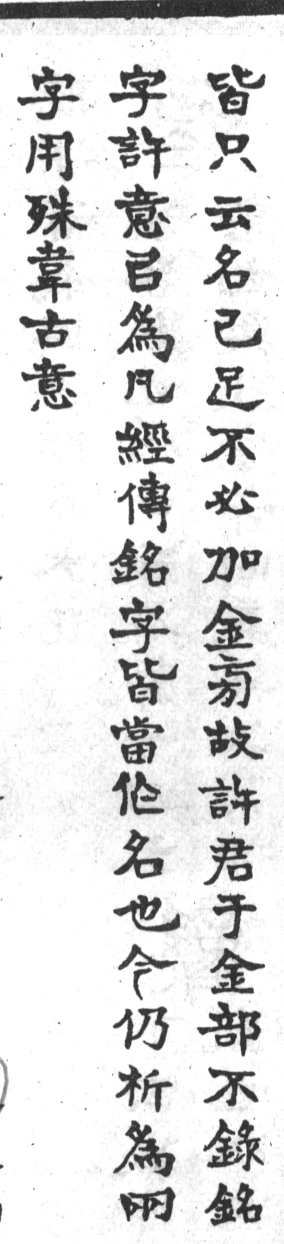 皆只云名已足不必加金㫄故許君于金部不錄銘
字許意㠯為凡經傳銘字皆當作名也今仍析為兩
字用殊韋古意